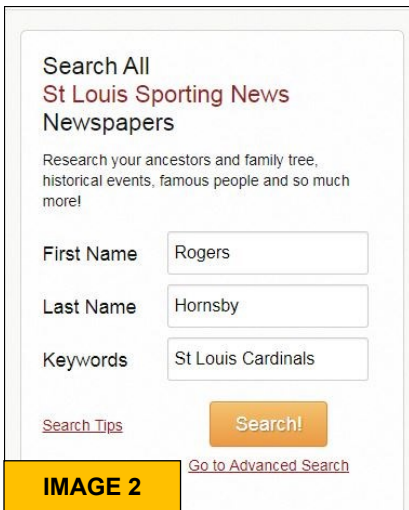 Search All
St Louis Sporting News
Newspapers
Research your ancestors and family tree,
historical events, famous people and so much
more!
First Name Rogers
Last Name Hornsby
Keywords St Louis Cardinals
Search Tips Search!
Go to Advanced Search
IMAGE 2